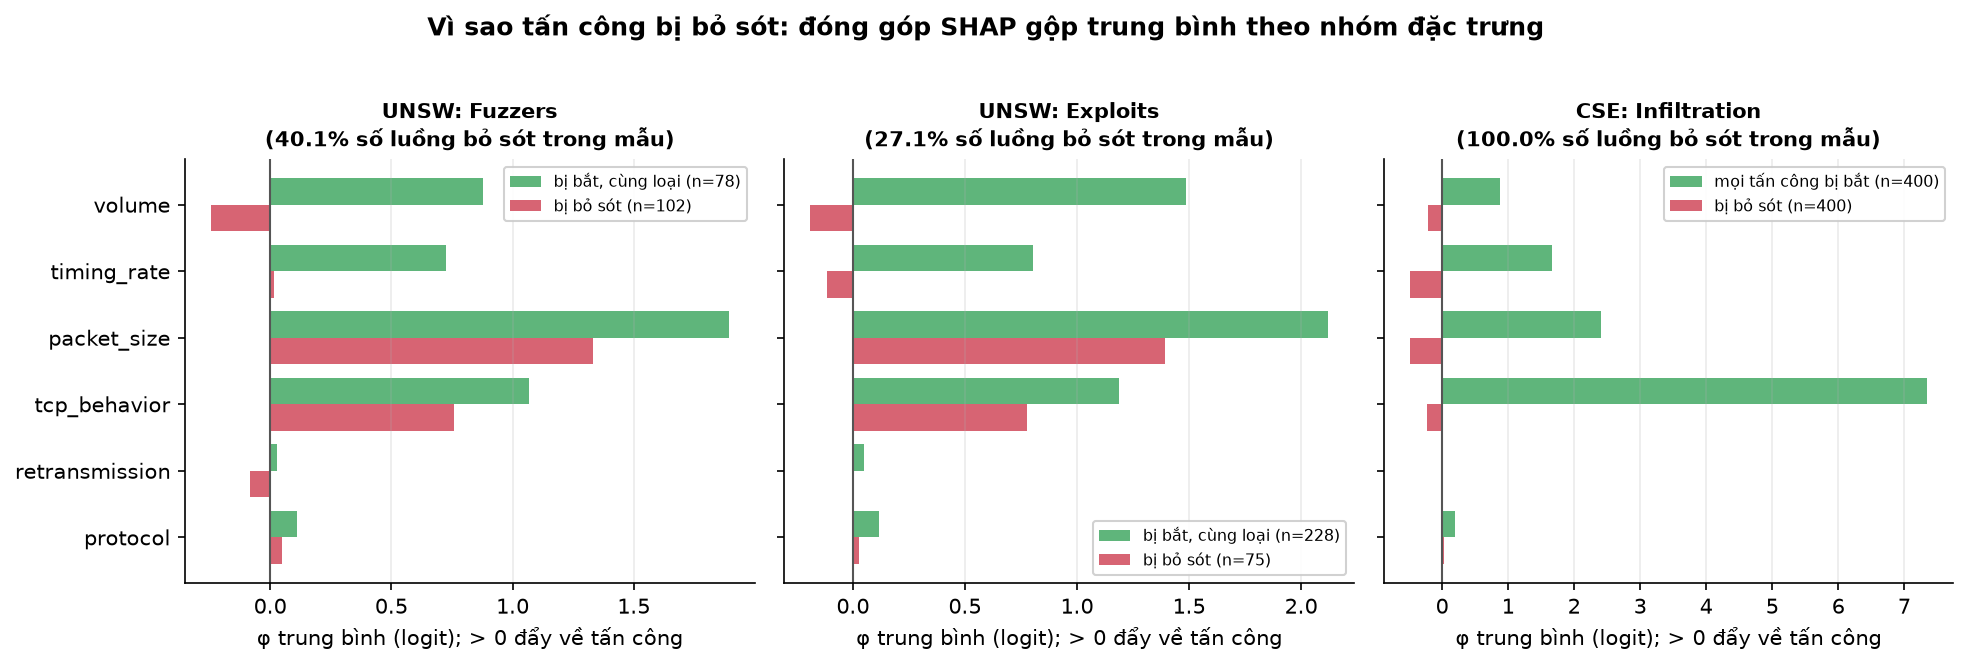 Vì sao tấn công bị bỏ sót: đóng góp SHAP gộp trung bình theo nhóm đặc trưng
UNSW: Fuzzers
(40.1% số luồng bỏ sót trong mẫu)
bị bắt, cùng loại (n=78)
bị bỏ sót (n=102)
volume
timing_rate
packet_size
tcp_behavior
retransmission
protocol
0.0 0.5 1.0 1.5
φ trung bình (logit); > 0 đẩy về tấn công
UNSW: Exploits
(27.1% số luồng bỏ sót trong mẫu)
bị bắt, cùng loại (n=228)
bị bỏ sót (n=75)
0.0 0.5 1.0 1.5 2.0
φ trung bình (logit); > 0 đẩy về tấn công
CSE: Infiltration
(100.0% số luồng bỏ sót trong mẫu)
mọi tấn công bị bắt (n=400)
bị bỏ sót (n=400)
0 1 2 3 4 5 6 7
φ trung bình (logit); > 0 đẩy về tấn công